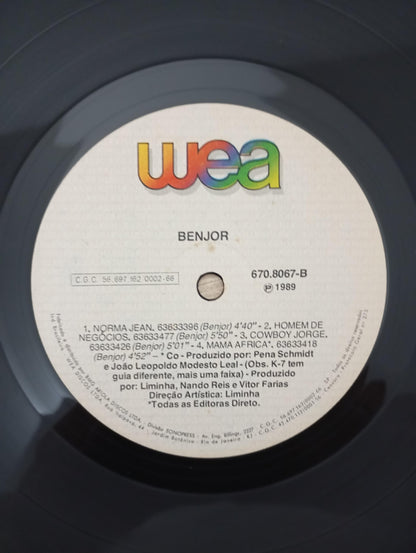 wea
BENJOR
C.G.C. 56.697.162.0002-66
670.8067-B
℗ 1989
1. NORMA JEAN. 63633396 (Benjor) 4'40" - 2. HOMEM DE
NEGÓCIOS. 63633477 (Benjor) 5'50" - 3. COWBOY JORGE.
63633426 (Benjor) 5'01" - 4. MAMA AFRICA*. 63633418
(Benjor) 4'52" - * Co - Produzido por: Pena Schmidt
e João Leopoldo Modesto Leal - (Obs. K-7 tem
guia diferente, mais uma faixa) - Produzido
por: Liminha, Nando Reis e Vitor Farias
Direção Artística: Liminha
*Todas as Editoras Direto.